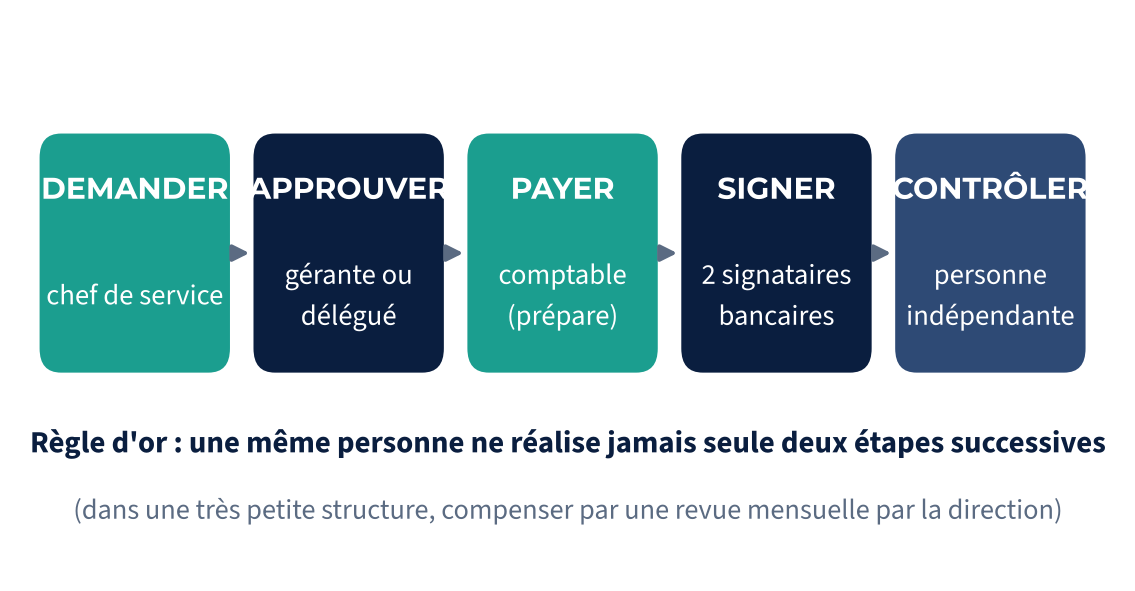 DEMANDER
chef de service
APPROUVER
gérante ou
délégué
PAYER
comptable
(prépare)
SIGNER
2 signataires
bancaires
CONTRÔLER
personne
indépendante
Règle d'or : une même personne ne réalise jamais seule deux étapes successives
(dans une très petite structure, compenser par une revue mensuelle par la direction)